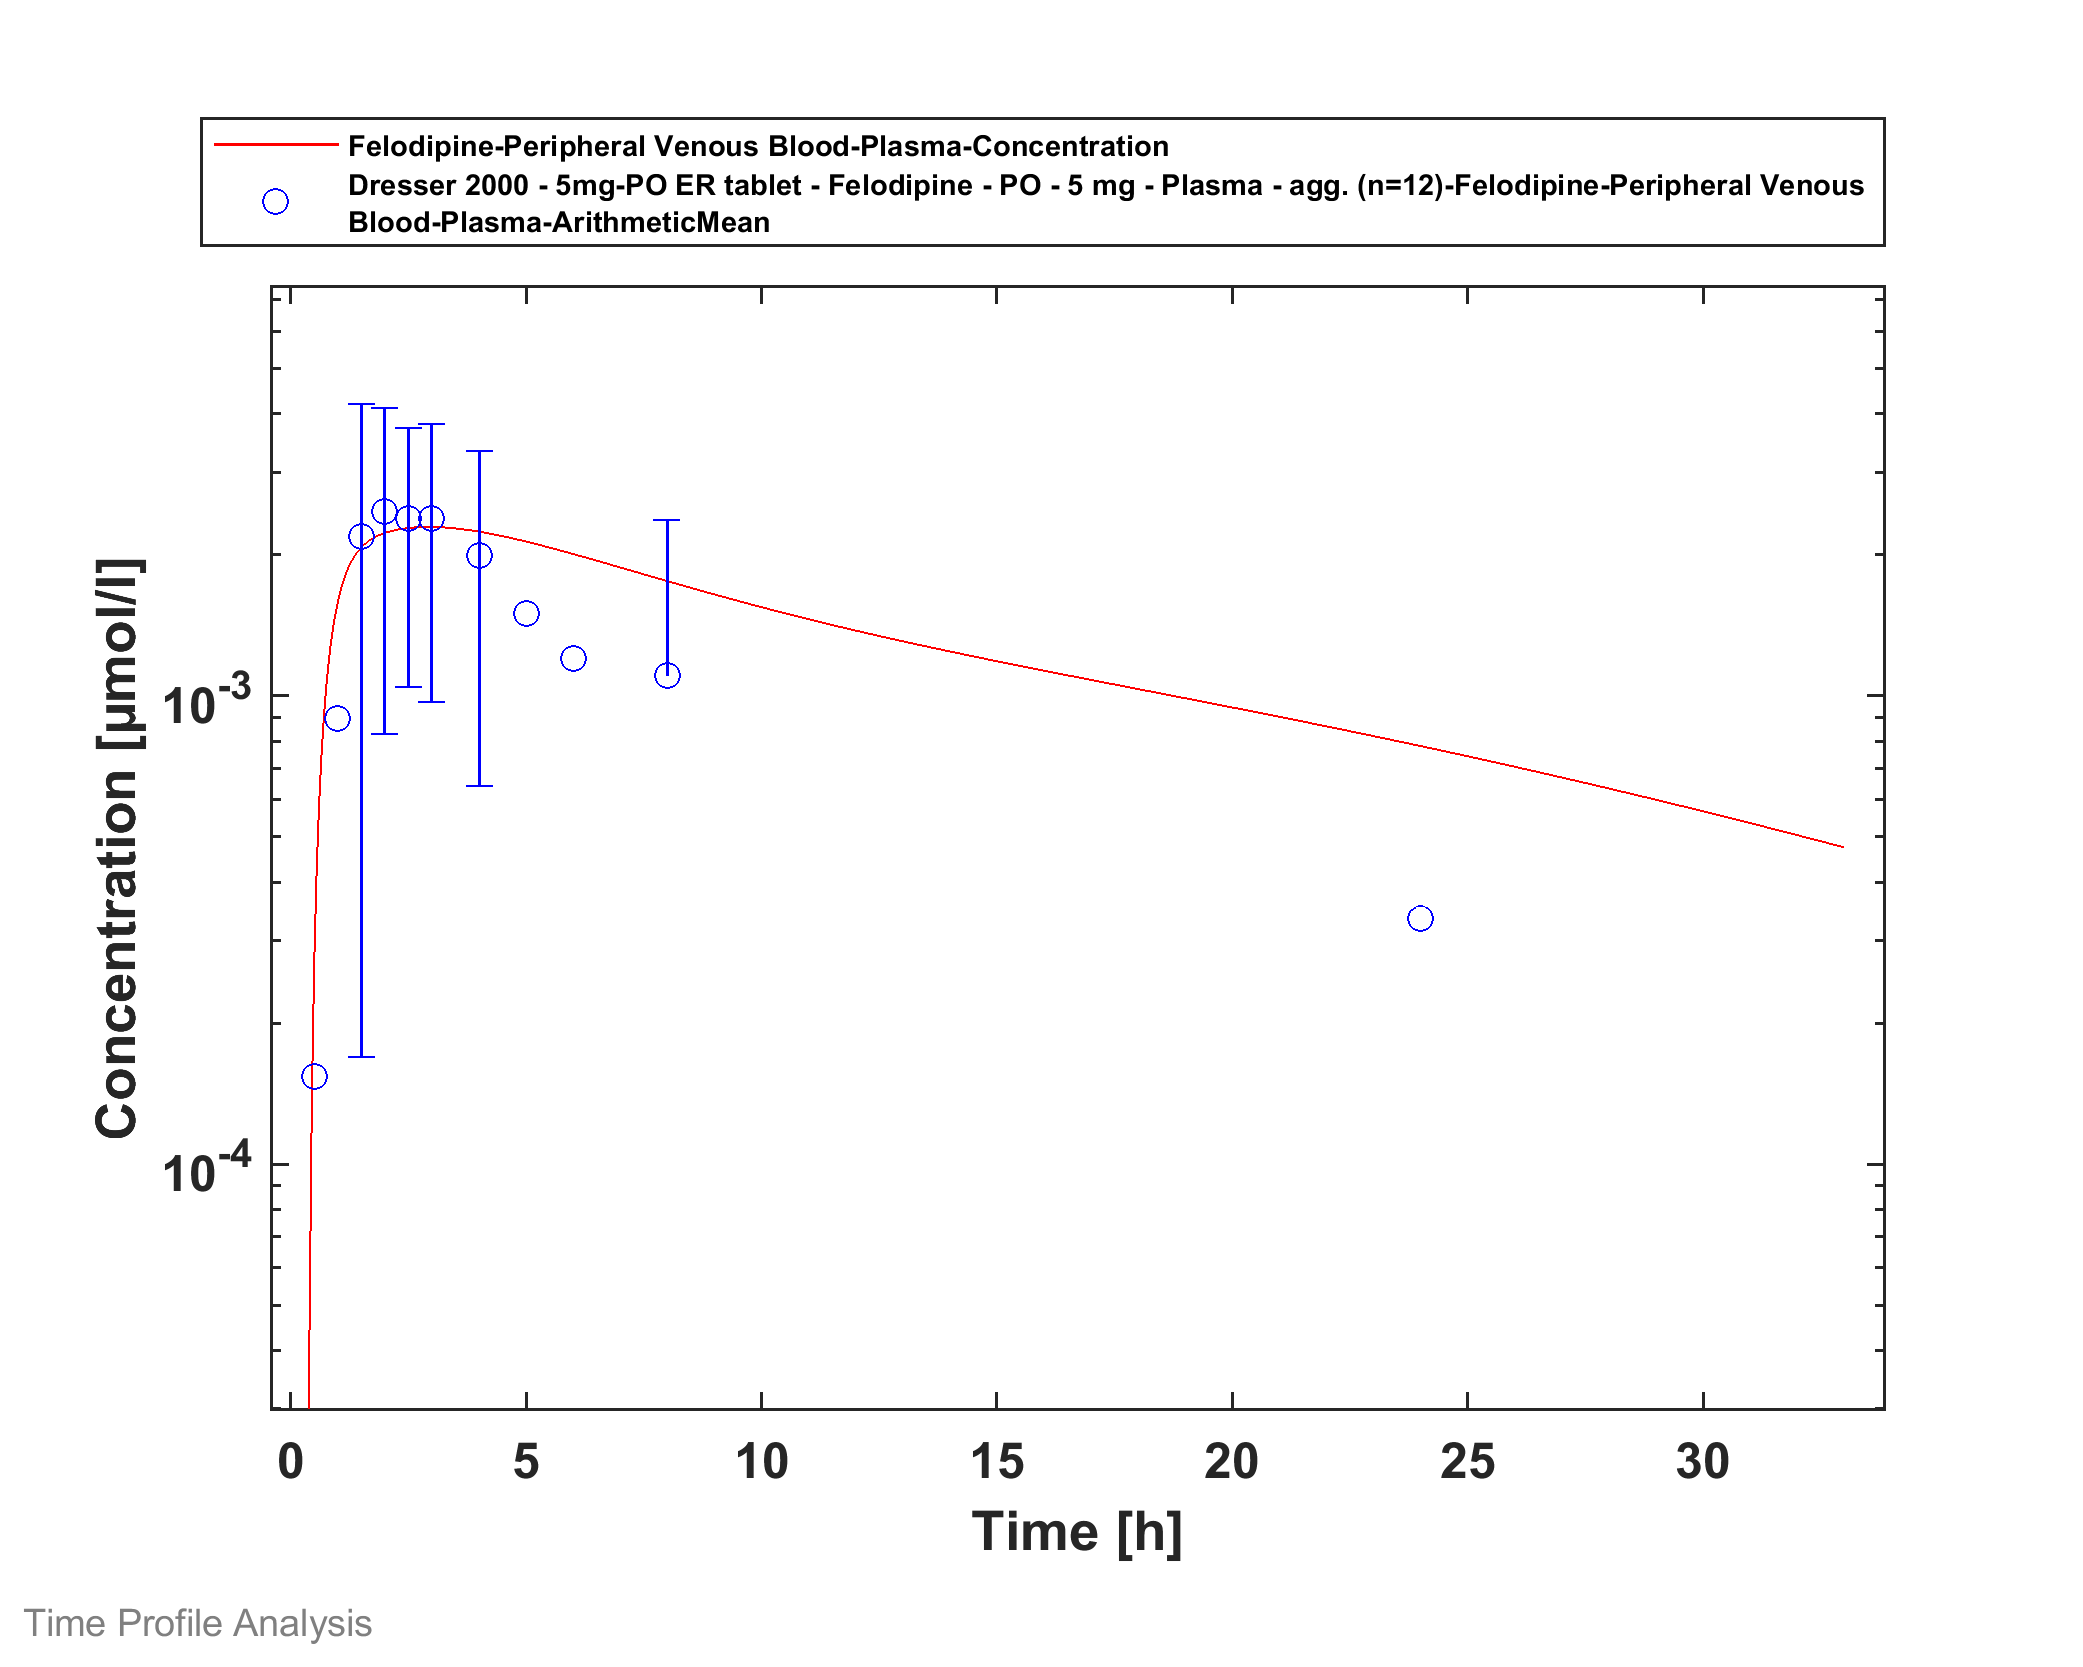 Felodipine-Peripheral Venous Blood-Plasma-Concentration
Dresser 2000 - 5mg-PO ER tablet - Felodipine - PO - 5 mg - Plasma - agg. (n=12)-Felodipine-Peripheral Venous
Blood-Plasma-ArithmeticMean
Concentration [µmol/l]
10-3
10-4
0 5 10 15 20 25 30
Time [h]
Time Profile Analysis